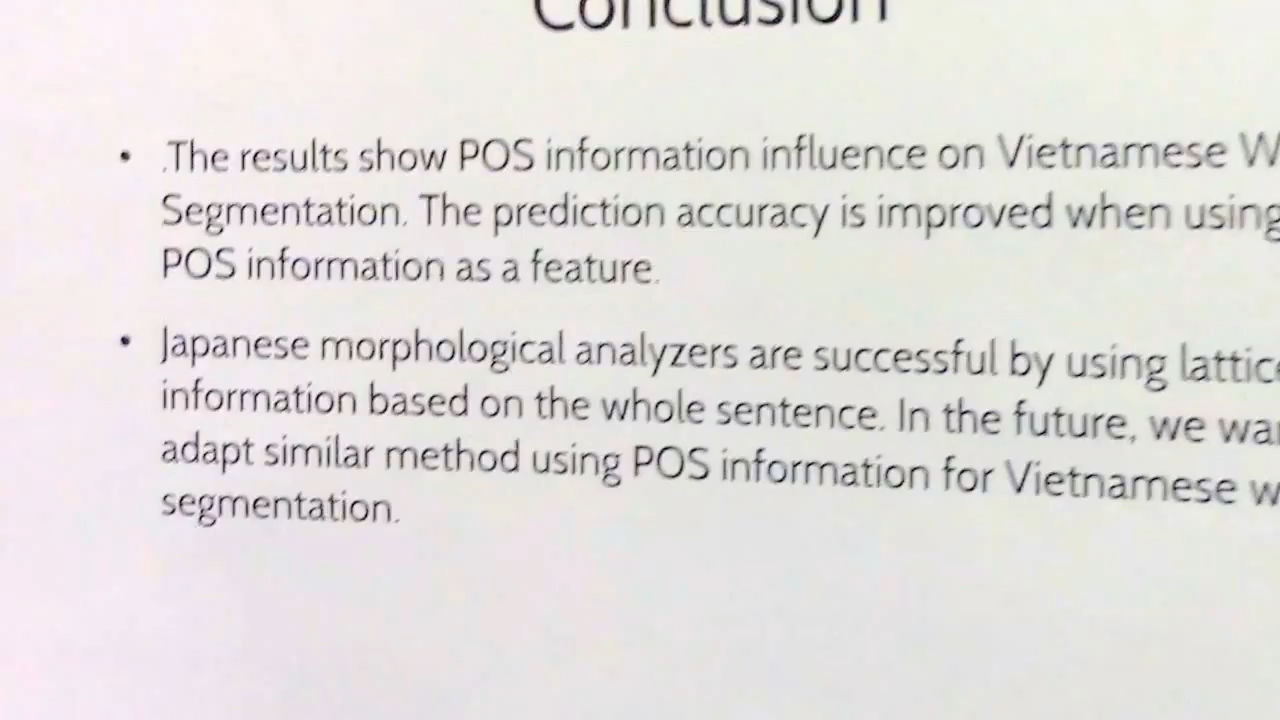 Conclusion
• .The results show POS information influence on Vietnamese W
Segmentation. The prediction accuracy is improved when using
POS information as a feature.
• Japanese morphological analyzers are successful by using lattice
information based on the whole sentence. In the future, we wa
adapt similar method using POS information for Vietnamese w
segmentation.